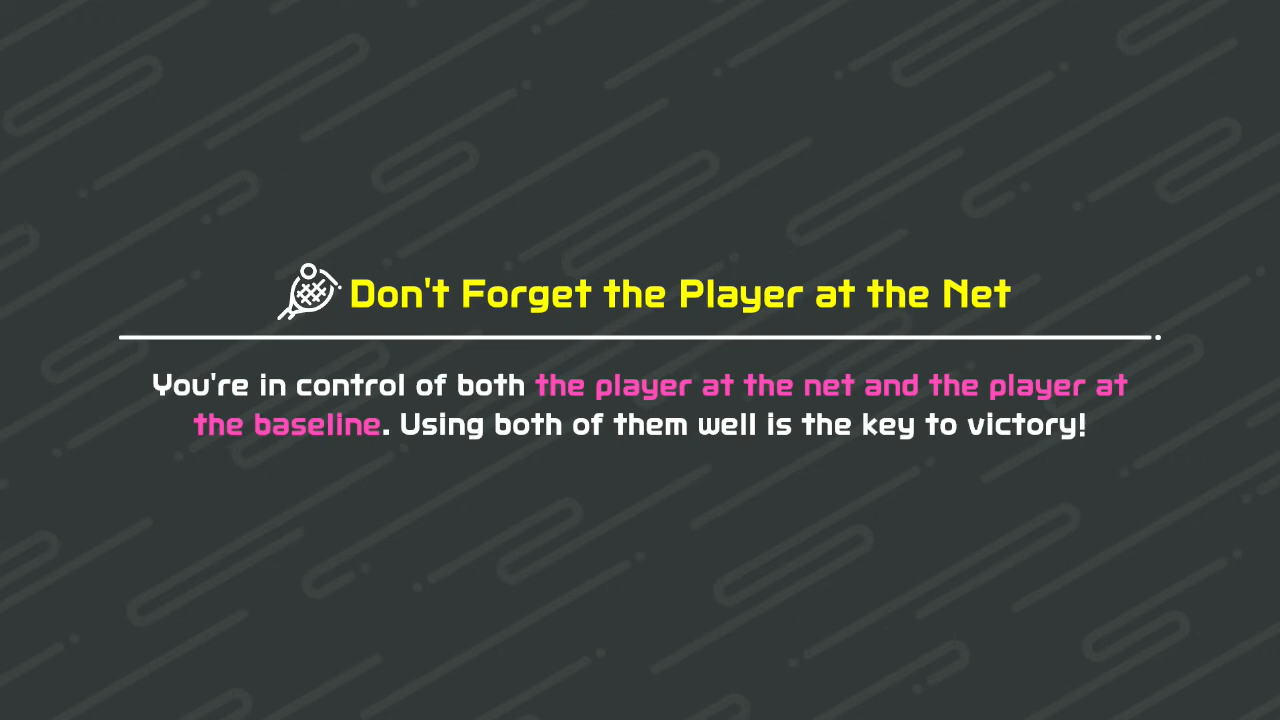 Don't Forget the Player at the Net
You're in control of both the player at the net and the player at
the baseline. Using both of them well is the key to victory!